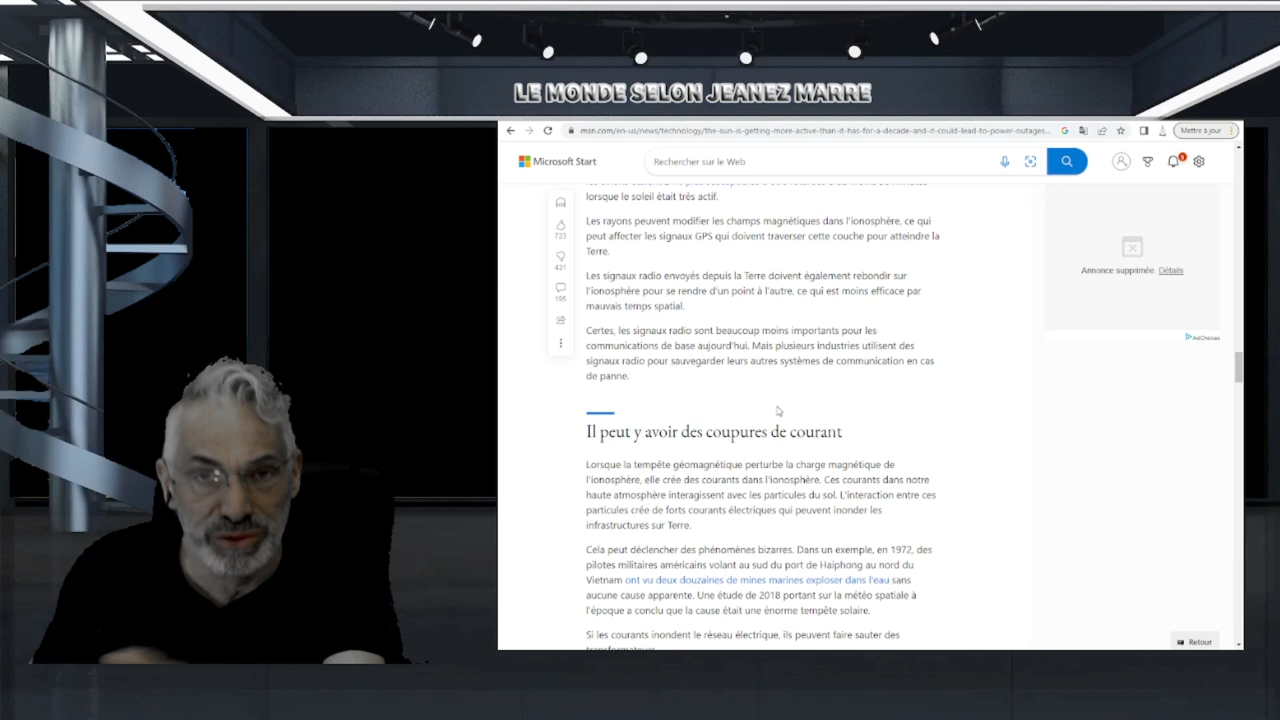 LE MONDE SELON JEANEZ MARRE
msn.com/en-us/news/technology/the-sun-is-getting-more-active-than-it-has-for-a-decade-and-it-could-lead-to-power-outages...
Mettre à jour
Microsoft Start
Rechercher sur le Web
lorsque le soleil était très actif.
Les rayons peuvent modifier les champs magnétiques dans l'ionosphère, ce qui
peut affecter les signaux GPS qui doivent traverser cette couche pour atteindre la
Terre.
Les signaux radio envoyés depuis la Terre doivent également rebondir sur
l'ionosphère pour se rendre d'un point à l'autre, ce qui est moins efficace par
mauvais temps spatial.
Certes, les signaux radio sont beaucoup moins importants pour les
communications de base aujourd'hui. Mais plusieurs industries utilisent des
signaux radio pour sauvegarder leurs autres systèmes de communication en cas
de panne.
723
431
195
Annonce supprimée. Détails
AdChoices
Il peut y avoir des coupures de courant
Lorsque la tempête géomagnétique perturbe la charge magnétique de
l'ionosphère, elle crée des courants dans l'ionosphère. Ces courants dans notre
haute atmosphère interagissent avec les particules du sol. L'interaction entre ces
particules crée de forts courants électriques qui peuvent inonder les
infrastructures sur Terre.
Cela peut déclencher des phénomènes bizarres. Dans un exemple, en 1972, des
pilotes militaires américains volant au sud du port de Haiphong au nord du
Vietnam ont vu deux douzaines de mines marines exploser dans l'eau sans
aucune cause apparente. Une étude de 2018 portant sur la météo spatiale à
l'époque a conclu que la cause était une énorme tempête solaire.
Si les courants inondent le réseau électrique, ils peuvent faire sauter des
Retour